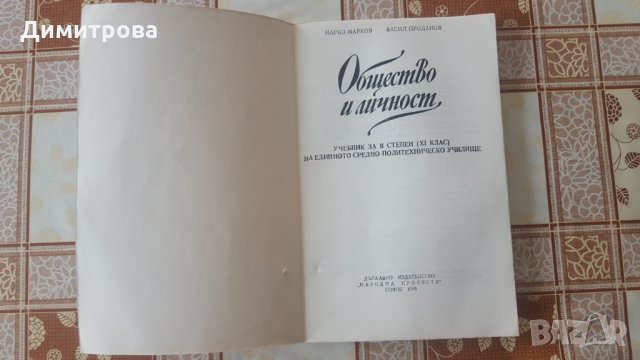 Димитрова
МАРКО МАРКОВ ВАСИЛ ПРОДАНОВ
Общество
и личност
УЧЕБНИК ЗА II СТЕПЕН (XI КЛАС)
НА ЕДИННОТО СРЕДНО ПОЛИТЕХНИЧЕСКО УЧИЛИЩЕ
ДЪРЖАВНО ИЗДАТЕЛСТВО
„НАРОДНА ПРОСВЕТА"
СОФИЯ
BAZAR